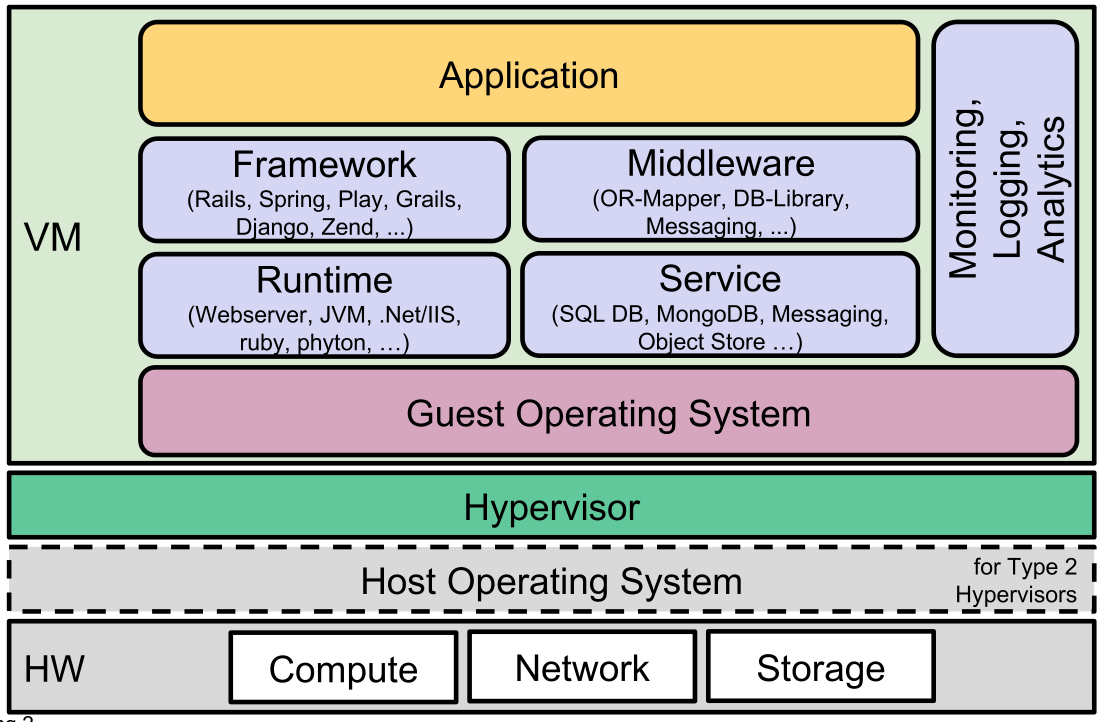 Application
Monitoring,
Logging,
Analytics
Framework
(Rails, Spring, Play, Grails,
Django, Zend, ...)
Middleware
(OR-Mapper, DB-Library,
Messaging, ...)
VM
Runtime
(Webserver, JVM, .Net/IIS,
ruby, phyton, …)
Service
(SQL DB, MongoDB, Messaging,
Object Store …)
Guest Operating System
Hypervisor
Host Operating System
for Type 2
Hypervisors
HW
Compute
Network
Storage